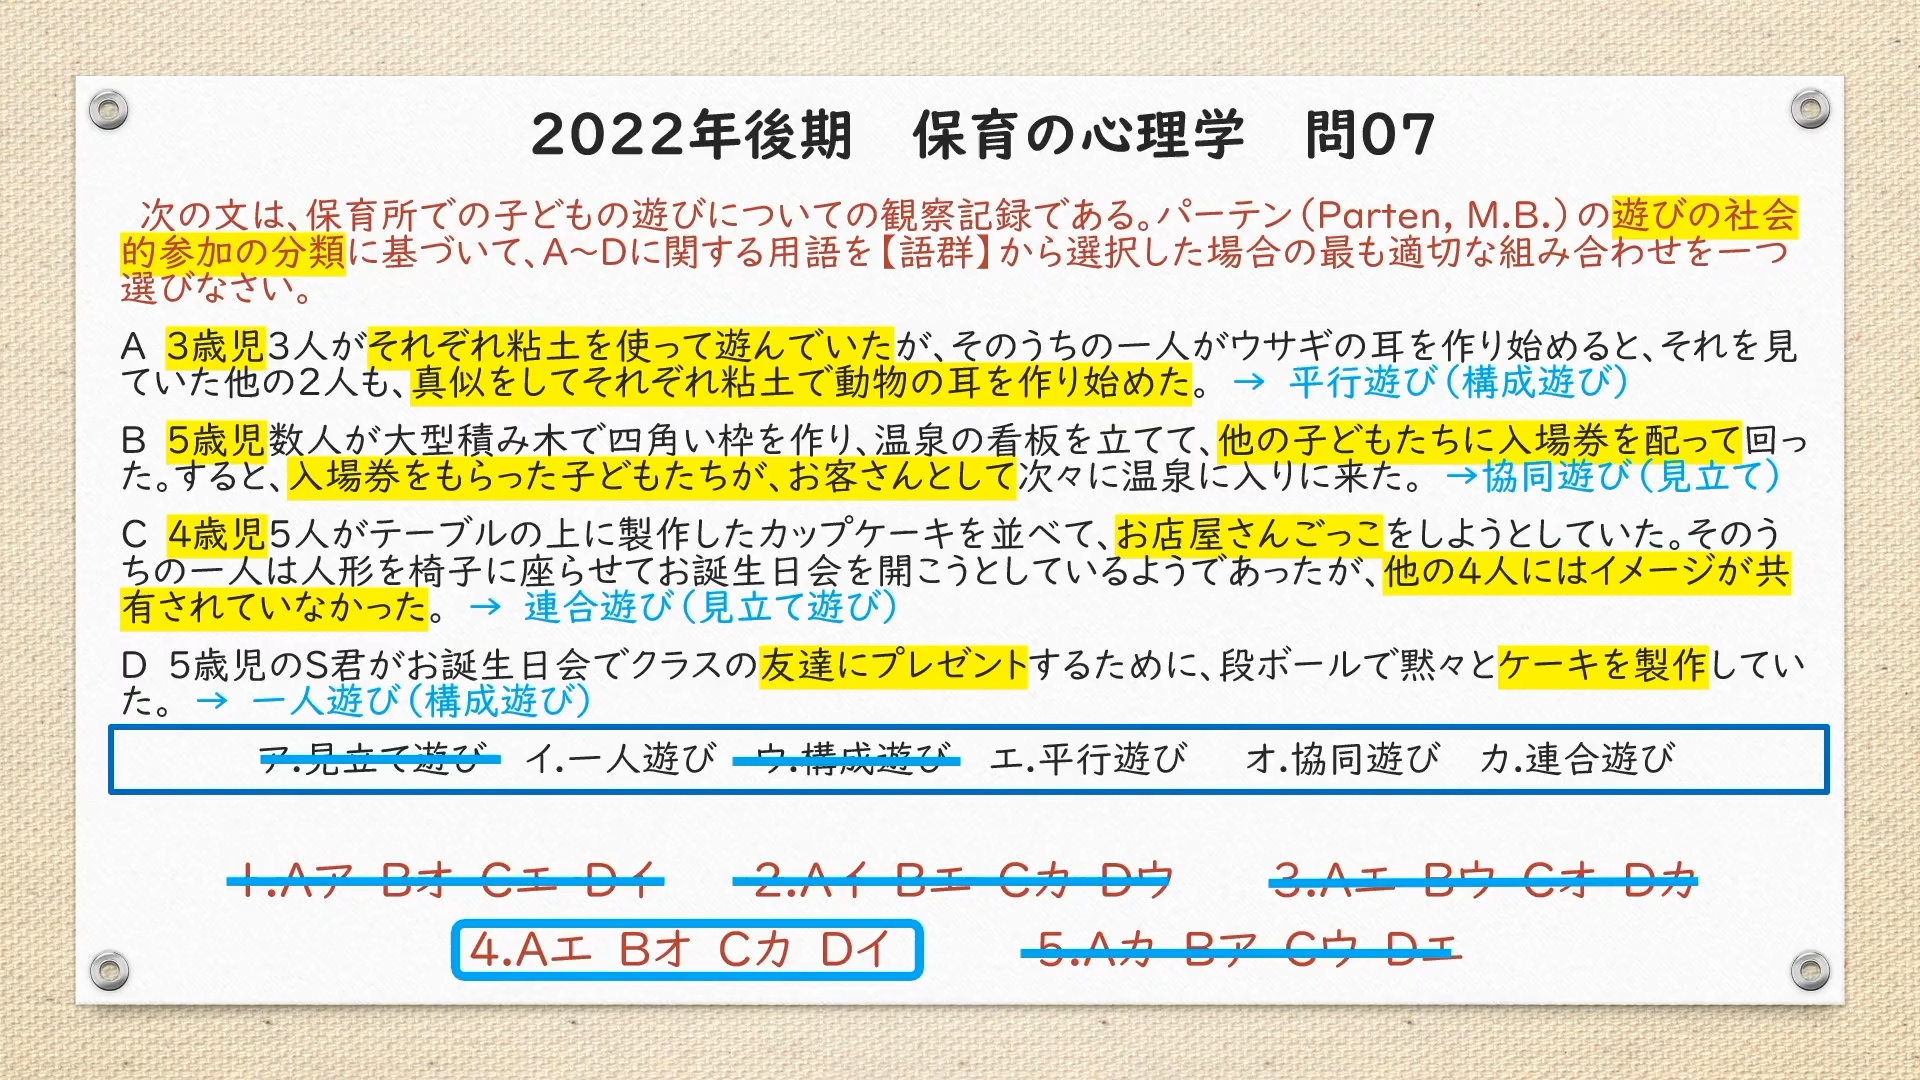 2022年後期　保育の心理学　問07
次の文は、保育所での子どもの遊びについての観察記録である。パーテン（Parten, M.B.）の遊びの社会
的参加の分類に基づいて、A～Dに関する用語を【語群】から選択した場合の最も適切な組み合わせを一つ
選びなさい。
A 3歳児3人がそれぞれ粘土を使って遊んでいたが、そのうちの一人がウサギの耳を作り始めると、それを見
ていた他の2人も、真似をしてそれぞれ粘土で動物の耳を作り始めた。 → 平行遊び（構成遊び）
B 5歳児数人が大型積み木で四角い枠を作り、温泉の看板を立てて、他の子どもたちに入場券を配って回っ
た。すると、入場券をもらった子どもたちが、お客さんとして次々に温泉に入りに来た。 →協同遊び（見立て）
C 4歳児5人がテーブルの上に製作したカップケーキを並べて、お店屋さんごっこをしようとしていた。そのう
ちの一人は人形を椅子に座らせてお誕生日会を開こうとしているようであったが、他の4人にはイメージが共
有されていなかった。 → 連合遊び（見立て遊び）
D 5歳児のS君がお誕生日会でクラスの友達にプレゼントするために、段ボールで黙々とケーキを製作してい
た。 → 一人遊び（構成遊び）
ア.見立て遊び イ.一人遊び ウ.構成遊び エ.平行遊び オ.協同遊び カ.連合遊び
1.Aア Bオ Cエ Dイ 2.Aイ Bエ Cカ Dウ 3.Aエ Bウ Cオ Dカ
4.Aエ Bオ Cカ Dイ 5.Aカ Bア Cウ Dエ